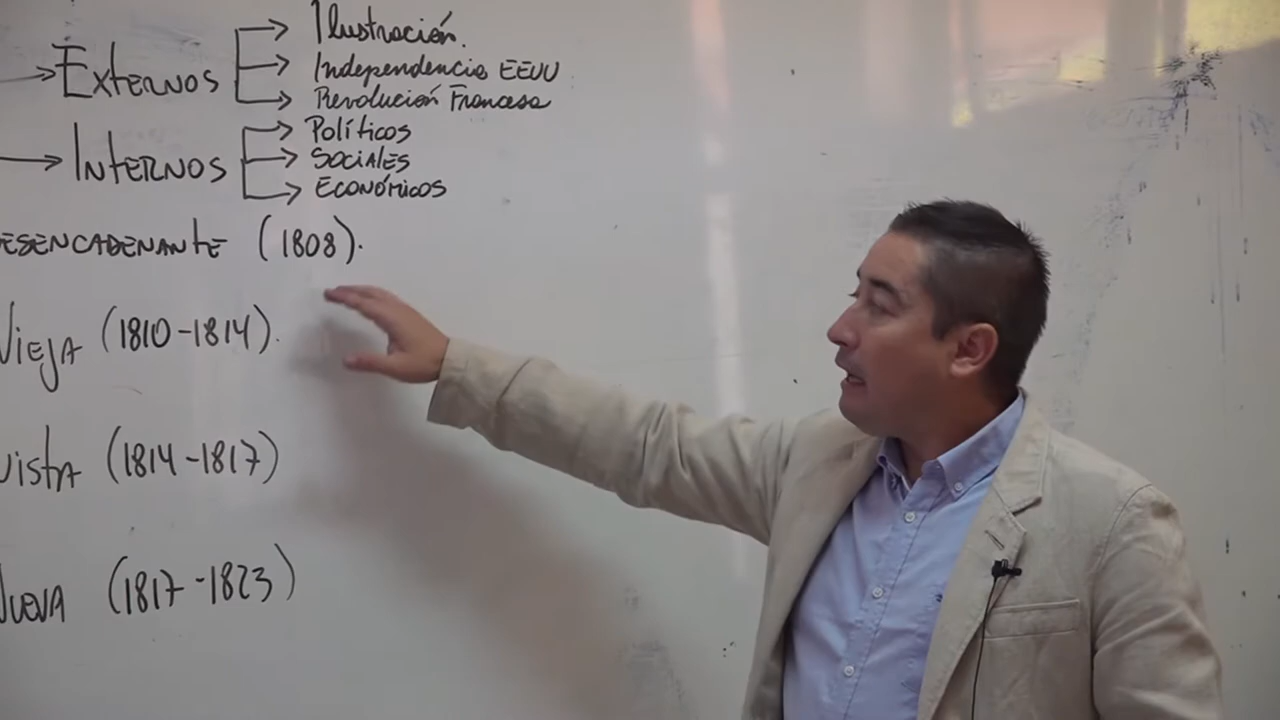 Externos
Ilustración.
Independencia EEUU
Revolución Francesa
Internos
Políticos
Sociales
Económicos
esencadenante (1808).
Vieja (1810-1814).
uista (1814-1817)
Nueva (1817-1823)